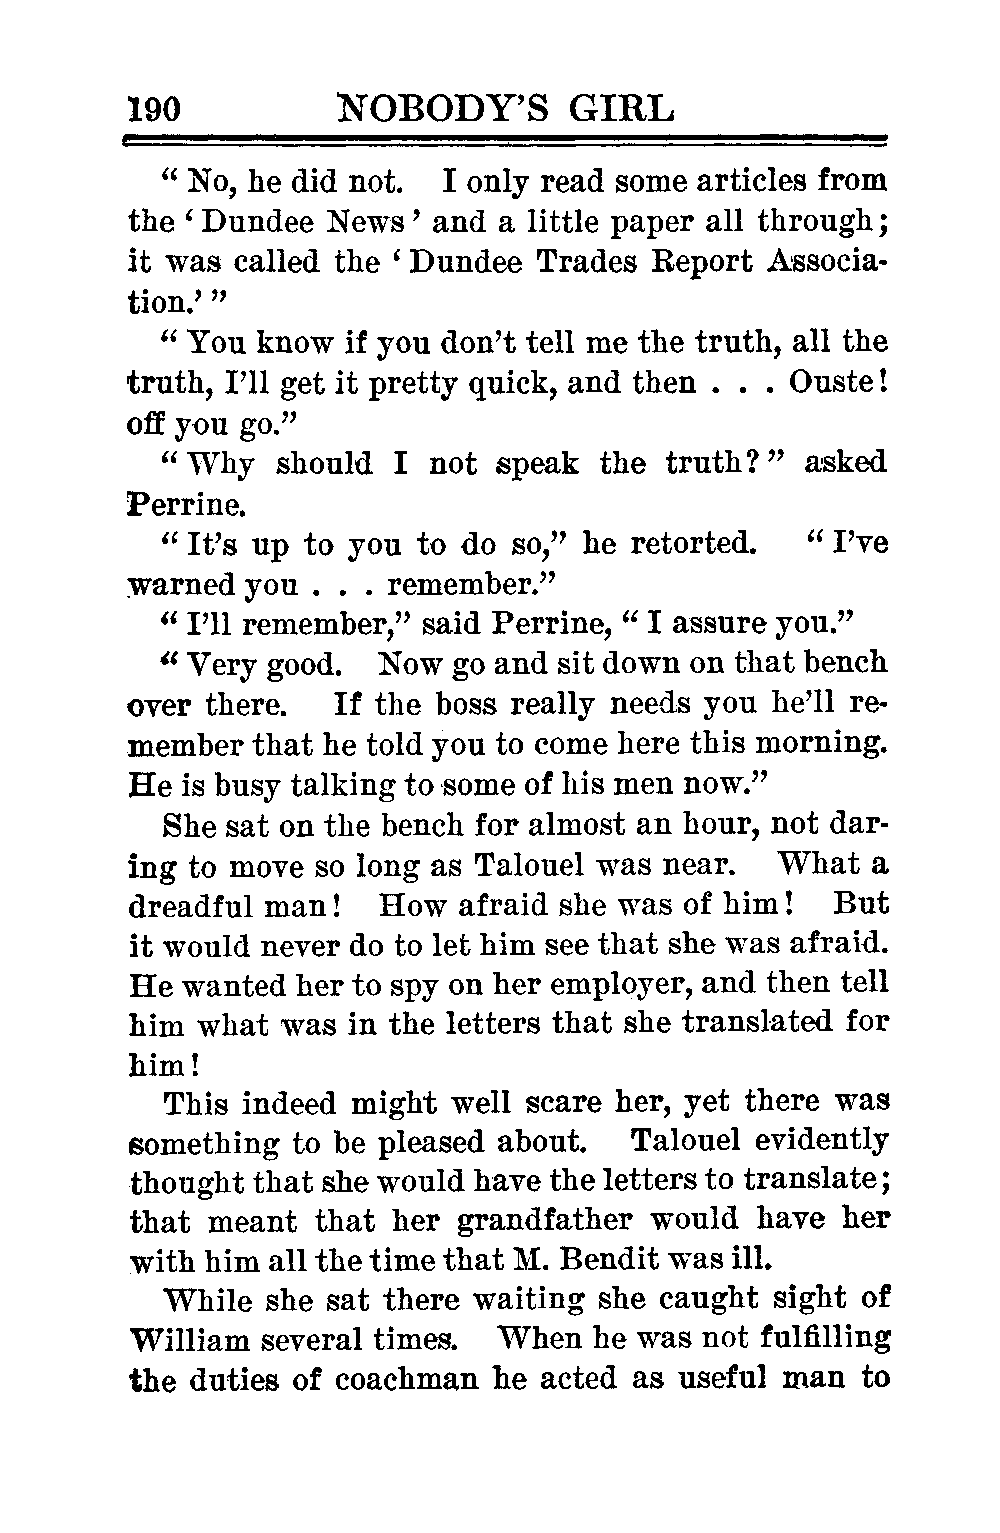 190 NOBODY'S GIRL
“ No, he did not. I only read some articles from
the ‘ Dundee News ’ and a little paper all through;
it was called the ‘ Dundee Trades Report Associa-
tion.’ ”
“ You know if you don’t tell me the truth, all the
truth, I’ll get it pretty quick, and then . . . Ouste!
off you go.”
“ Why should I not speak the truth? ” asked
Perrine.
“ It’s up to you to do so,” he retorted. “ I’ve
warned you . . . remember.”
“ I’ll remember,” said Perrine, “ I assure you.”
“ Very good. Now go and sit down on that bench
over there. If the boss really needs you he’ll re-
member that he told you to come here this morning.
He is busy talking to some of his men now.”
She sat on the bench for almost an hour, not dar-
ing to move so long as Talouel was near. What a
dreadful man! How afraid she was of him! But
it would never do to let him see that she was afraid.
He wanted her to spy on her employer, and then tell
him what was in the letters that she translated for
him!
This indeed might well scare her, yet there was
something to be pleased about. Talouel evidently
thought that she would have the letters to translate;
that meant that her grandfather would have her
with him all the time that M. Bendit was ill.
While she sat there waiting she caught sight of
William several times. When he was not fulfilling
the duties of coachman he acted as useful man to